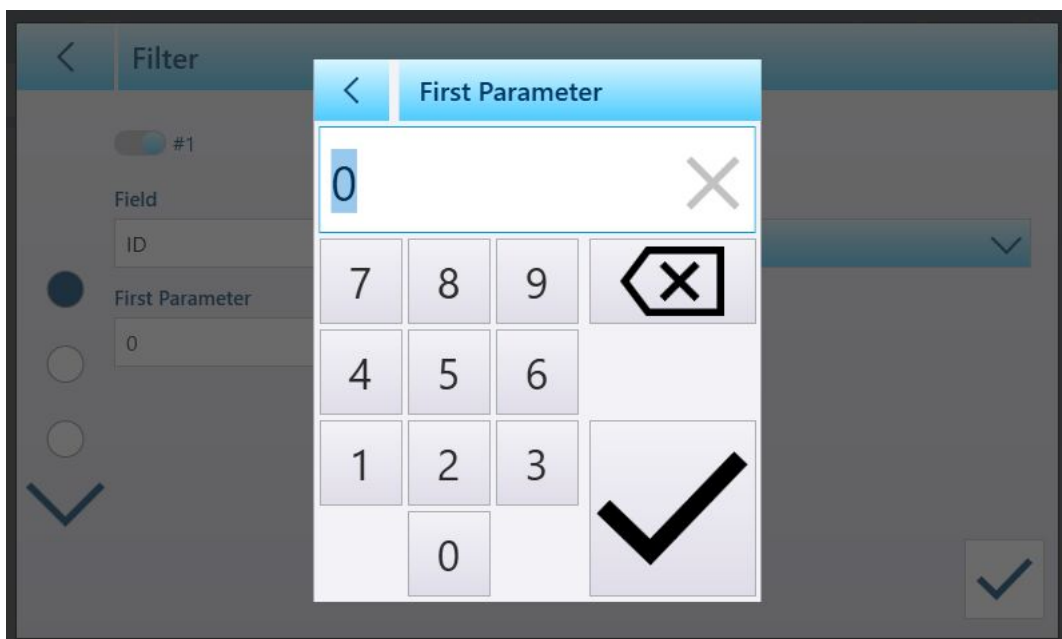 Filter
#1
Field
ID
First Parameter
0
First Parameter
0
7 8 9
4 5 6
1 2 3
0